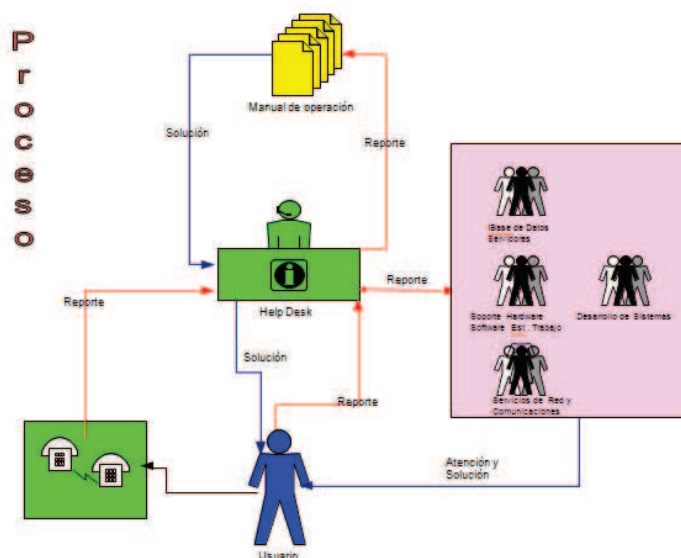 Proceso
Manual de operación
Solución
Reporte
Base de Datos
Servidores
Reporte
Reporte
Soporte Hardware
Software Est. Trabajo
Desarrollo de Sistemas
Help Desk
Solución
Reporte
Servicios de Red y
Comunicaciones
Atención y
Solución
Usuario